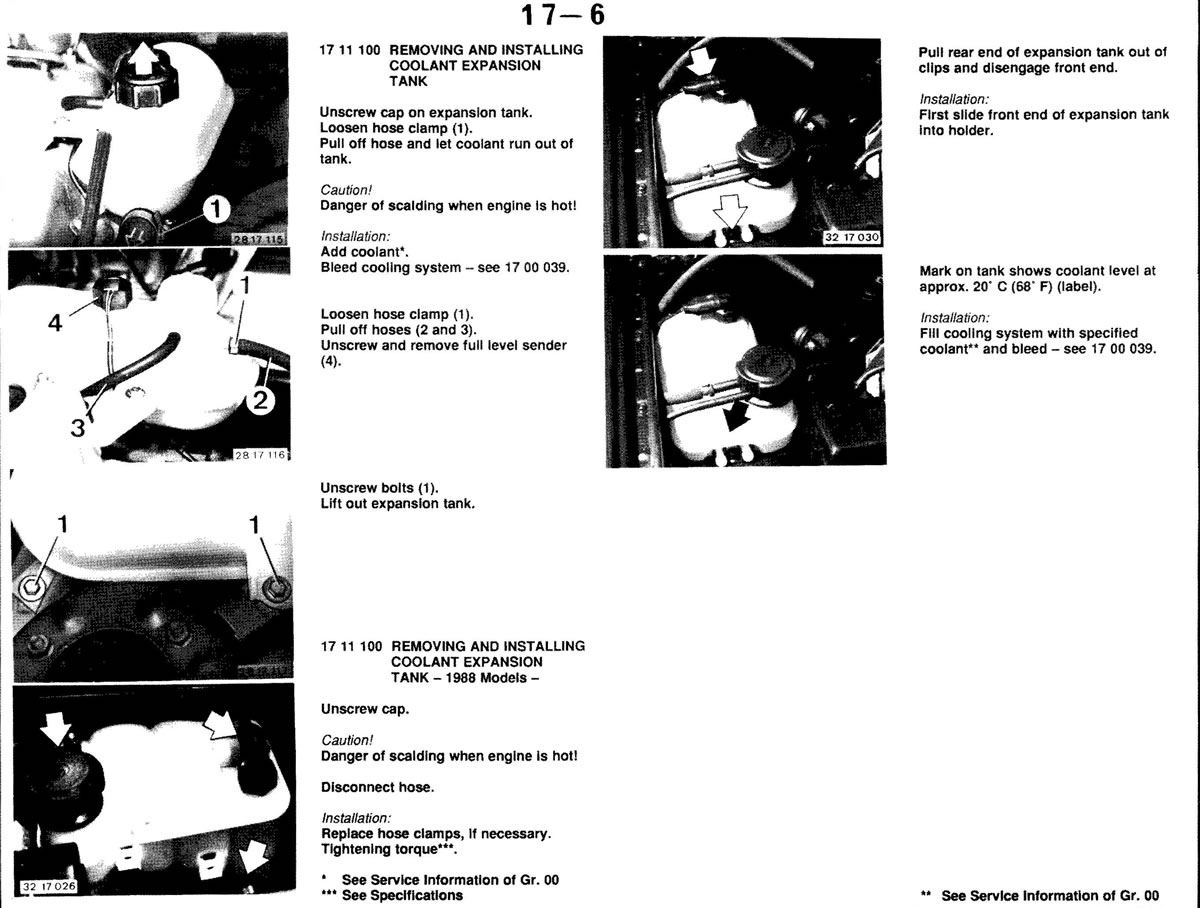 17–6
17 11 100 REMOVING AND INSTALLING
COOLANT EXPANSION
TANK
Unscrew cap on expansion tank.
Loosen hose clamp (1).
Pull off hose and let coolant run out of
tank.
Caution!
Danger of scalding when engine is hot!
Installation:
Add coolant*.
Bleed cooling system – see 17 00 039.
1
28 17 115
Loosen hose clamp (1).
Pull off hoses (2 and 3).
Unscrew and remove full level sender
(4).
1
4
2
3
28 17 116
Unscrew bolts (1).
Lift out expansion tank.
1
1
17 11 100 REMOVING AND INSTALLING
COOLANT EXPANSION
TANK – 1988 Models –
Unscrew cap.
Caution!
Danger of scalding when engine is hot!
Disconnect hose.
Installation:
Replace hose clamps, if necessary.
Tightening torque***.
32 17 026
* See Service Information of Gr. 00
*** See Specifications
Pull rear end of expansion tank out of
clips and disengage front end.
Installation:
First slide front end of expansion tank
into holder.
32 17 030
Mark on tank shows coolant level at
approx. 20° C (68° F) (label).
Installation:
Fill cooling system with specified
coolant** and bleed – see 17 00 039.
** See Service Information of Gr. 00